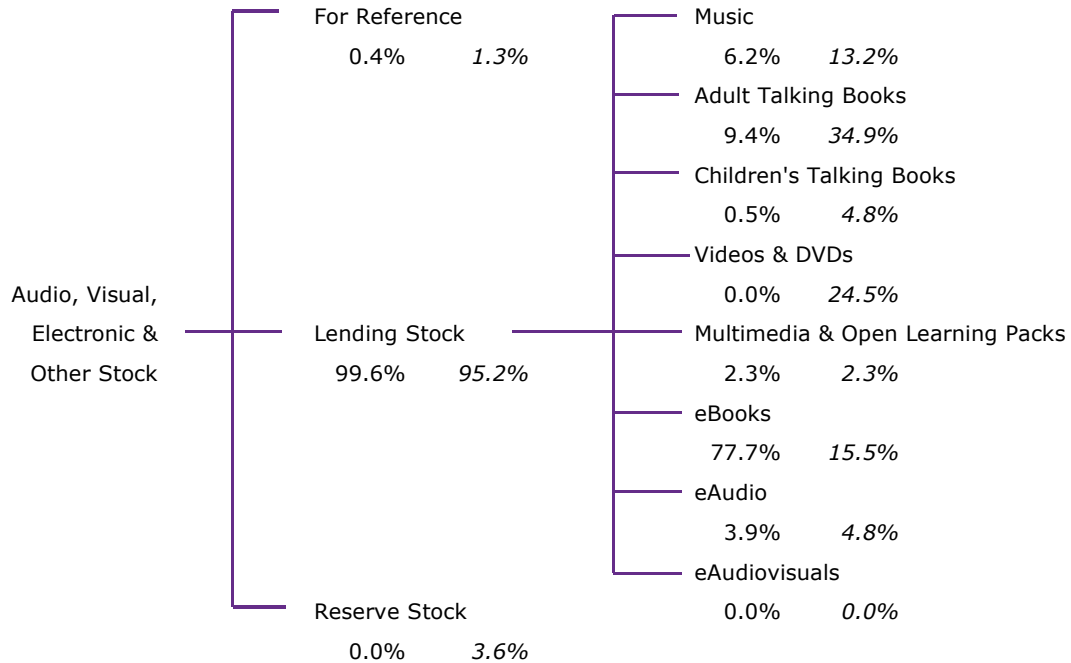 For Reference
0.4% 1.3%
Music
6.2% 13.2%
Adult Talking Books
9.4% 34.9%
Children's Talking Books
0.5% 4.8%
Videos & DVDs
0.0% 24.5%
Audio, Visual,
Electronic &
Other Stock
Lending Stock
99.6% 95.2%
Multimedia & Open Learning Packs
2.3% 2.3%
eBooks
77.7% 15.5%
eAudio
3.9% 4.8%
eAudiovisuals
0.0% 0.0%
Reserve Stock
0.0% 3.6%